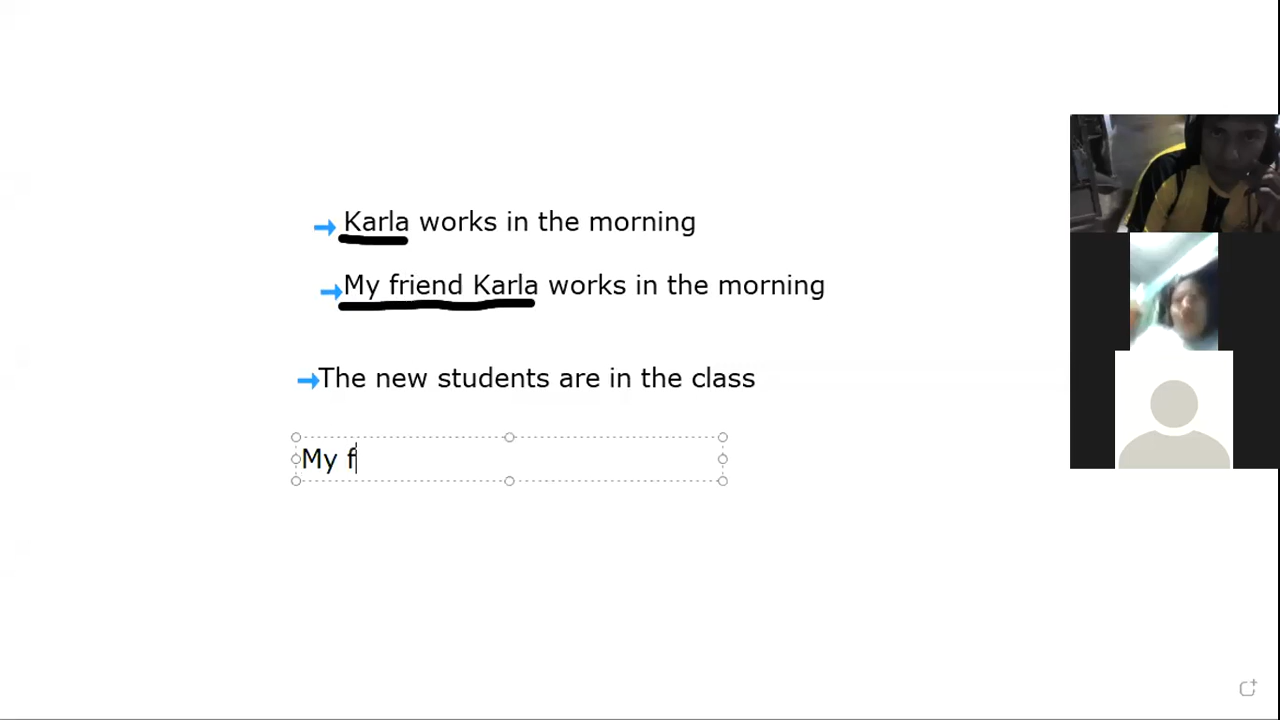 Karla works in the morning
My friend Karla works in the morning
The new students are in the class
My f